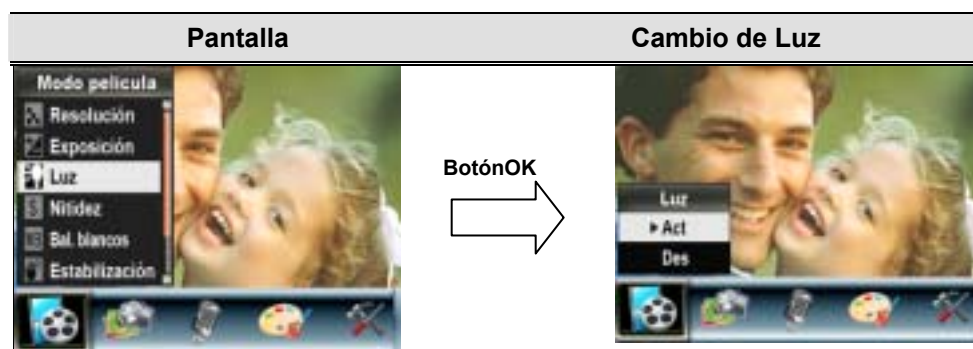 Pantalla
Cambio de Luz
Modo película
Resolución
Exposición
Luz
Nitidez
Bal. blancos
Estabilización
BotónOK
Luz
Act
Des